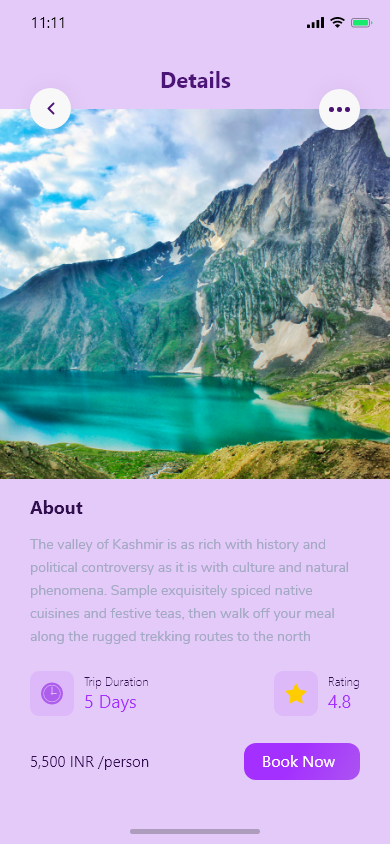 11:11
Details
About
The valley of Kashmir is as rich with history and
political controversy as it is with culture and natural
phenomena. Sample exquisitely spiced native
cuisines and festive teas, then walk off your meal
along the rugged trekking routes to the north
Trip Duration
5 Days
Rating
4.8
5,500 INR /person
Book Now